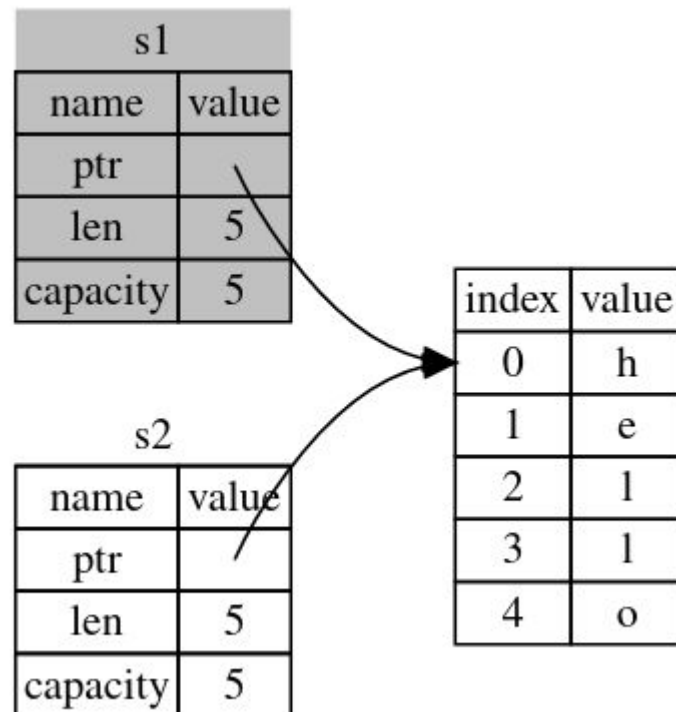 s1
name value
ptr
len 5
capacity 5
s2
name value
ptr
len 5
capacity 5
index value
0 h
1 e
2 l
3 l
4 o